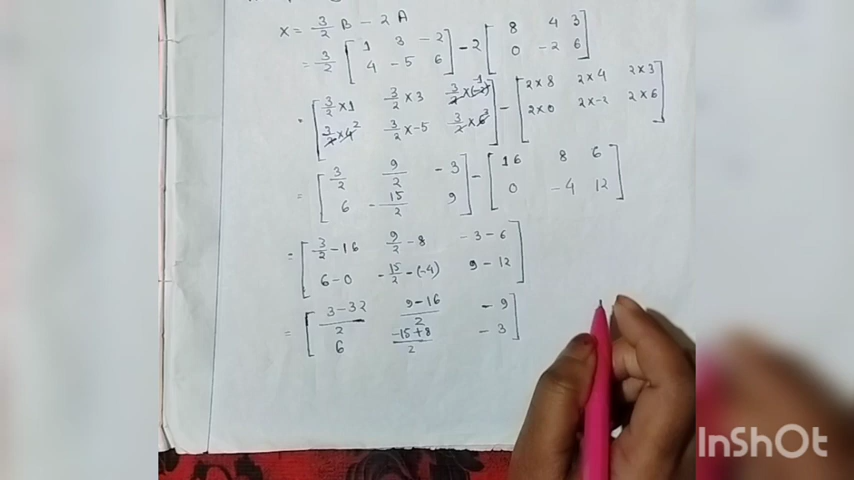 x = 3/2 B - 2 A
= 3/2 [ 1 3 -2 ; 4 -5 6 ] - 2 [ 8 4 3 ; 0 -2 6 ]
= [ 3/2 × 1 3/2 × 3 3/2 × (-2) -1 ; 3/2 × 4 2 3/2 × -5 3/2 × 6 3 ] - [ 2 × 8 2 × 4 2 × 3 ; 2 × 0 2 × -2 2 × 6 ]
= [ 3/2 9/2 -3 ; 6 -15/2 9 ] - [ 16 8 6 ; 0 -4 12 ]
= [ 3/2 - 16 9/2 - 8 -3 - 6 ; 6 - 0 -15/2 - (-4) 9 - 12 ]
= [ 3-32/2 9-16/2 -9 ; 6 -15+8/2 -3 ]
InShOt